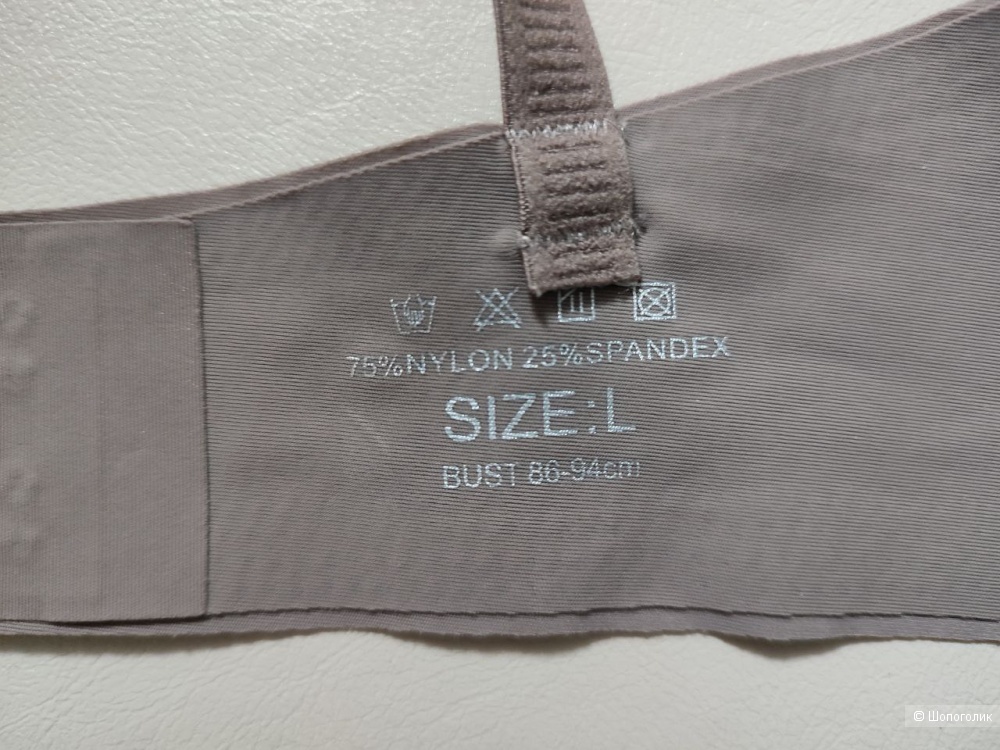 75%NYLON 25%SPANDEX
SIZE:L
BUST 86-94cm
© Шопоголик